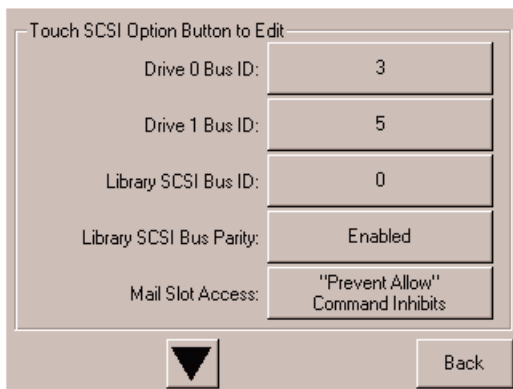 Touch SCSI Option Button to Edit
Drive 0 Bus ID: 3
Drive 1 Bus ID: 5
Library SCSI Bus ID: 0
Library SCSI Bus Parity: Enabled
Mail Slot Access: "Prevent Allow"
Command Inhibits
Back